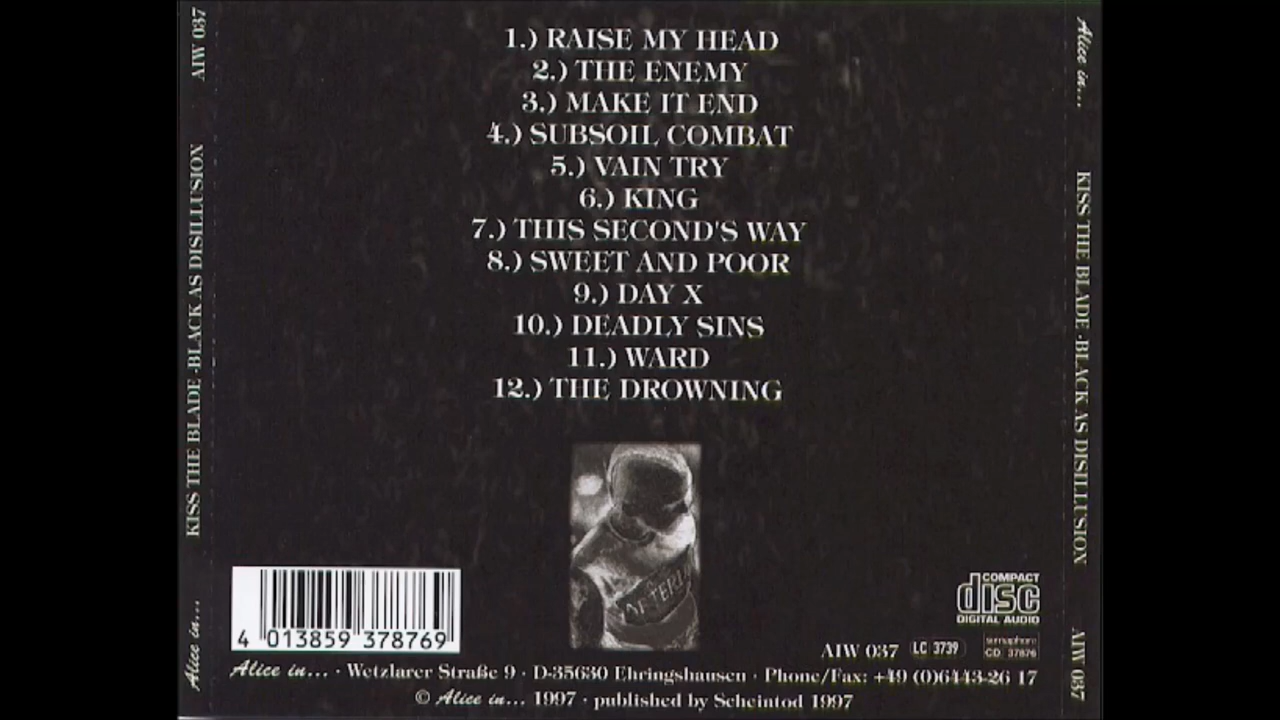 1.) RAISE MY HEAD
2.) THE ENEMY
3.) MAKE IT END
4.) SUBSOIL COMBAT
5.) VAIN TRY
6.) KING
7.) THIS SECOND'S WAY
8.) SWEET AND POOR
9.) DAY X
10.) DEADLY SINS
11.) WARD
12.) THE DROWNING
Alice in... KISS THE BLADE ·BLACK AS DISILLUSION AIW 037
Alice in... KISS THE BLADE ·BLACK AS DISILLUSION AIW 037
4 013859 378769
COMPACT
disc
DIGITAL AUDIO
AIW 037 LC 3739
semaphore
CD 37876
Alice in... · Wetzlarer Straße 9 · D-35630 Ehringshausen · Phone/Fax: +49 (0)6443-26 17
© Alice in... 1997 · published by Scheintod 1997